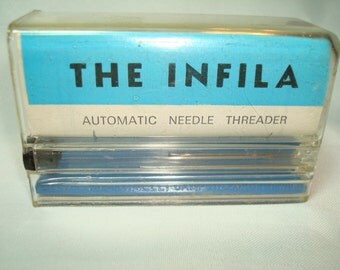 THE INFILA
AUTOMATIC NEEDLE THREADER